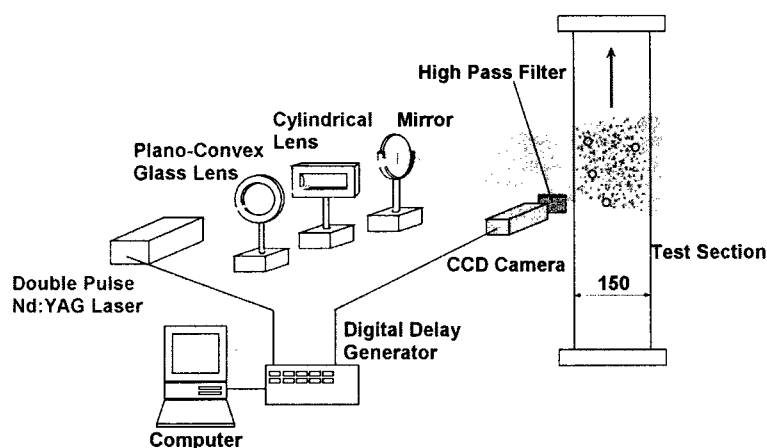 High Pass Filter
Cylindrical
Lens
Mirror
Plano-Convex
Glass Lens
CCD Camera
Test Section
150
Double Pulse
Nd:YAG Laser
Digital Delay
Generator
Computer